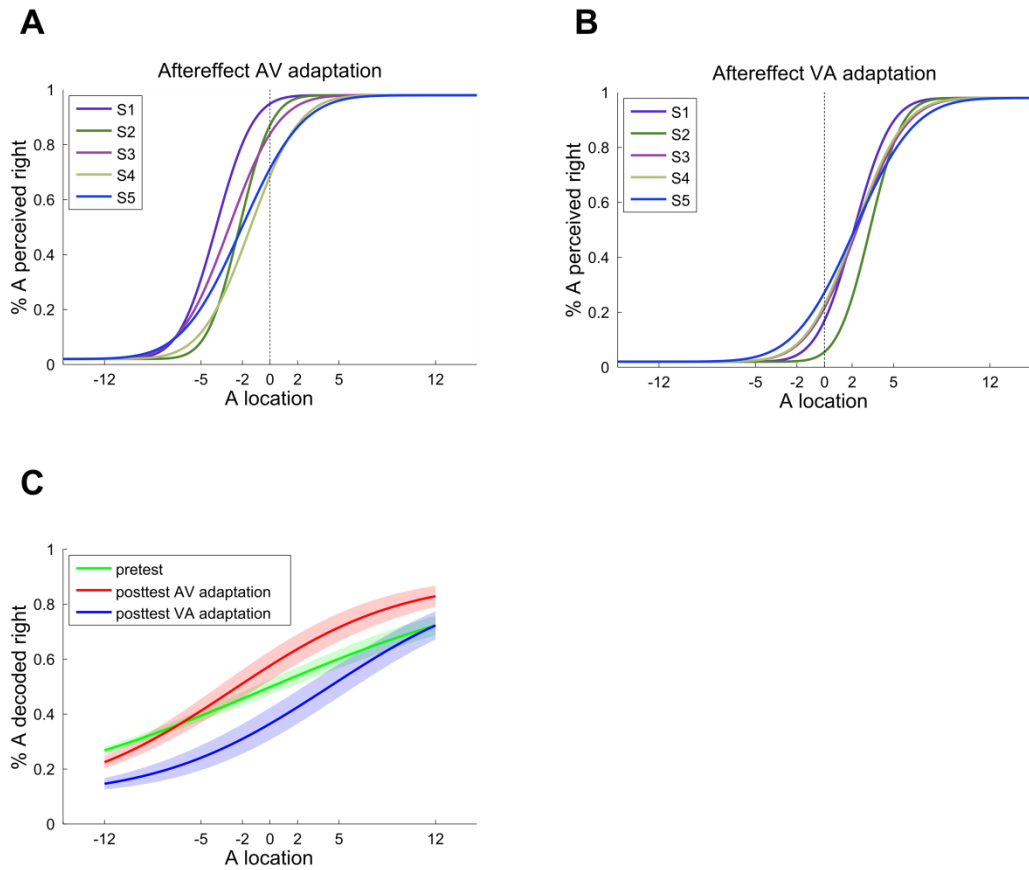 A
Aftereffect AV adaptation
% A perceived right
1
0.8
0.6
0.4
0.2
0
S1
S2
S3
S4
S5
-12 -5 -2 0 2 5 12
A location
B
Aftereffect VA adaptation
% A perceived right
1
0.8
0.6
0.4
0.2
0
S1
S2
S3
S4
S5
-12 -5 -2 0 2 5 12
A location
C
% A decoded right
1
0.8
0.6
0.4
0.2
0
pretest
posttest AV adaptation
posttest VA adaptation
-12 -5 -2 0 2 5 12
A location